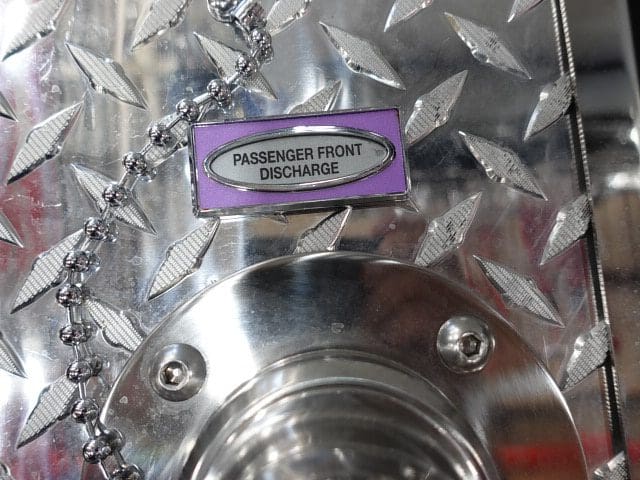 PASSENGER FRONT
DISCHARGE